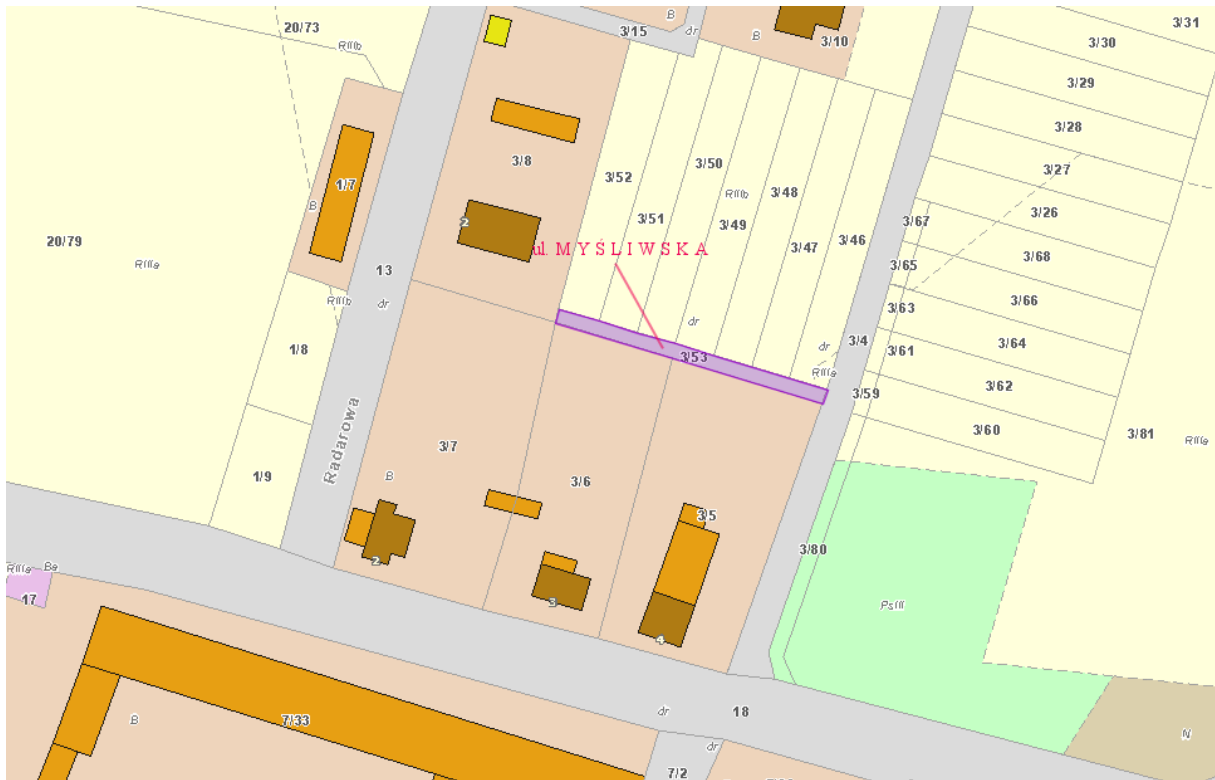 20/73
RIIIb
B
3/15
dr
B
3/10
3/31
3/30
3/29
3/28
3/27
3/26
3/8
1/7
B
3/52
3/50
RIIIb
3/48
3/51
3/49
3/47
3/46
3/67
2
ul. MYŚLIWSKA
3/68
3/65
20/79
RIIIa
13
dr
RIIIb
3/66
3/63
dr
1/8
dr
3/4
3/61
3/64
3/53
RIIIa
3/59
3/62
3/60
3/81
RIIIa
Radarowa
3/7
B
3/6
1/9
3/5
3/80
2
3
4
RIIIa
Ba
17
PsIII
B
7/33
dr
18
dr
7/2
N